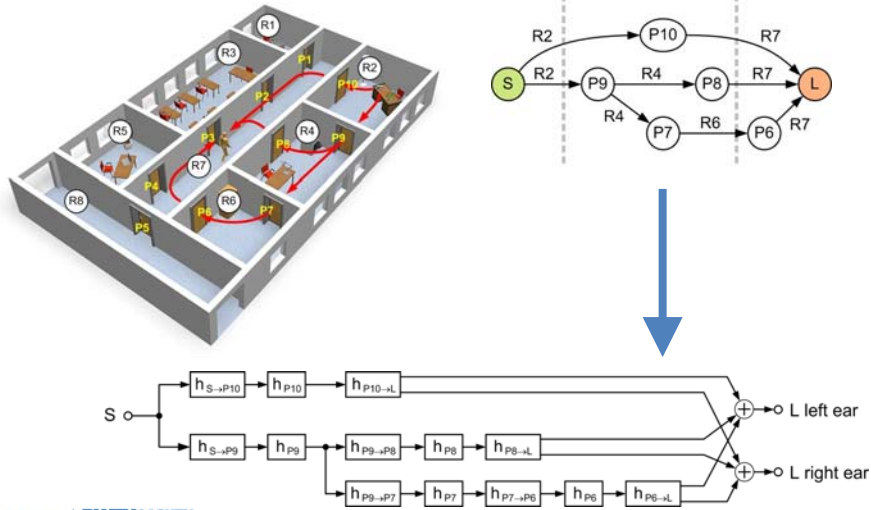 R1
R3
P1
R2
P10
P2
R5
P3
R4
P9
P8
R7
P4
R8
R6
P6
P7
P5
R2
P10
R7
S
R2
P9
R4
P8
R7
L
R4
P7
R6
P6
R7
h S→P10
h P10
h P10→L
S
L left ear
h S→P9
h P9
h P9→P8
h P8
h P8→L
L right ear
h P9→P7
h P7
h P7→P6
h P6
h P6→L